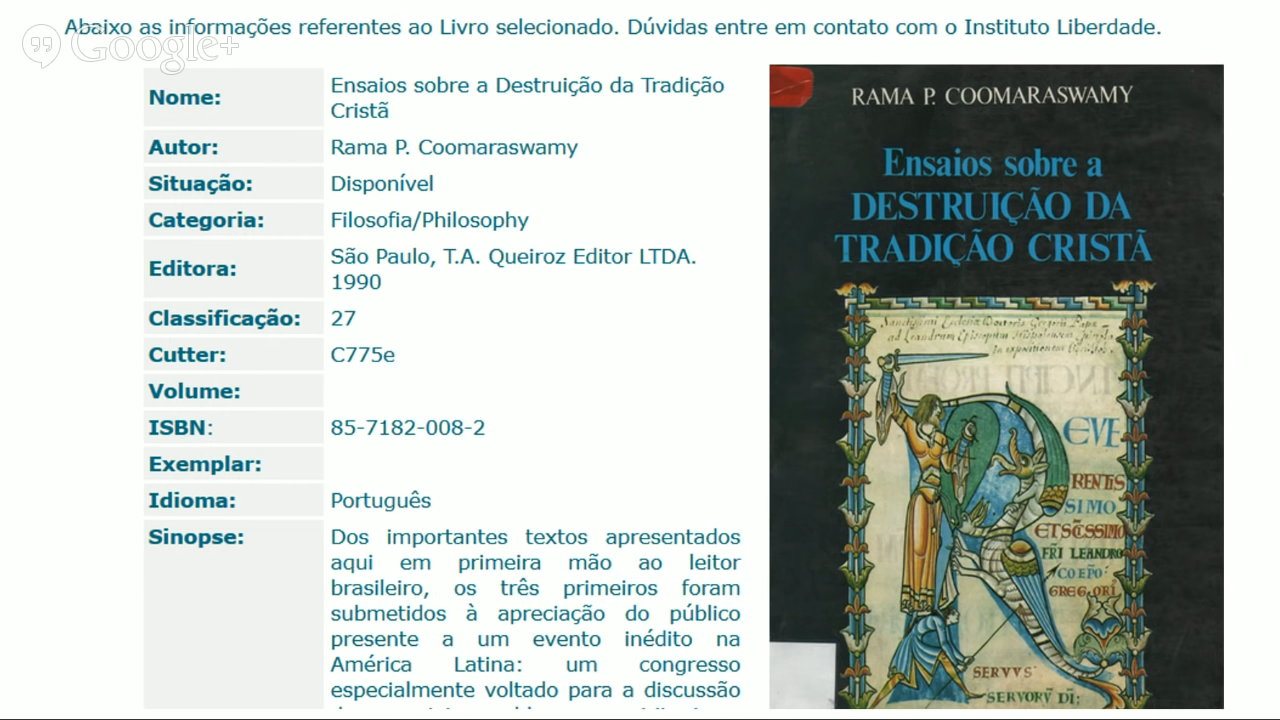 Abaixo as informações referentes ao Livro selecionado. Dúvidas entre em contato com o Instituto Liberdade.
Google+
Nome: Ensaios sobre a Destruição da Tradição
Cristã
Autor: Rama P. Coomaraswamy
Situação: Disponível
Categoria: Filosofia/Philosophy
Editora: São Paulo, T.A. Queiroz Editor LTDA.
1990
Classificação: 27
Cutter: C775e
Volume:
ISBN: 85-7182-008-2
Exemplar:
Idioma: Português
Sinopse: Dos importantes textos apresentados
aqui em primeira mão ao leitor
brasileiro, os três primeiros foram
submetidos à apreciação do público
presente a um evento inédito na
América Latina: um congresso
especialmente voltado para a discussão
RAMA P. COOMARASWAMY
Ensaios sobre a
DESTRUIÇÃO DA
TRADIÇÃO CRISTÃ
EVE
RENTIS
SIMO
FRI LEANDRO
COEPO:
GREGORI
SERVVS
SERVORV DI: